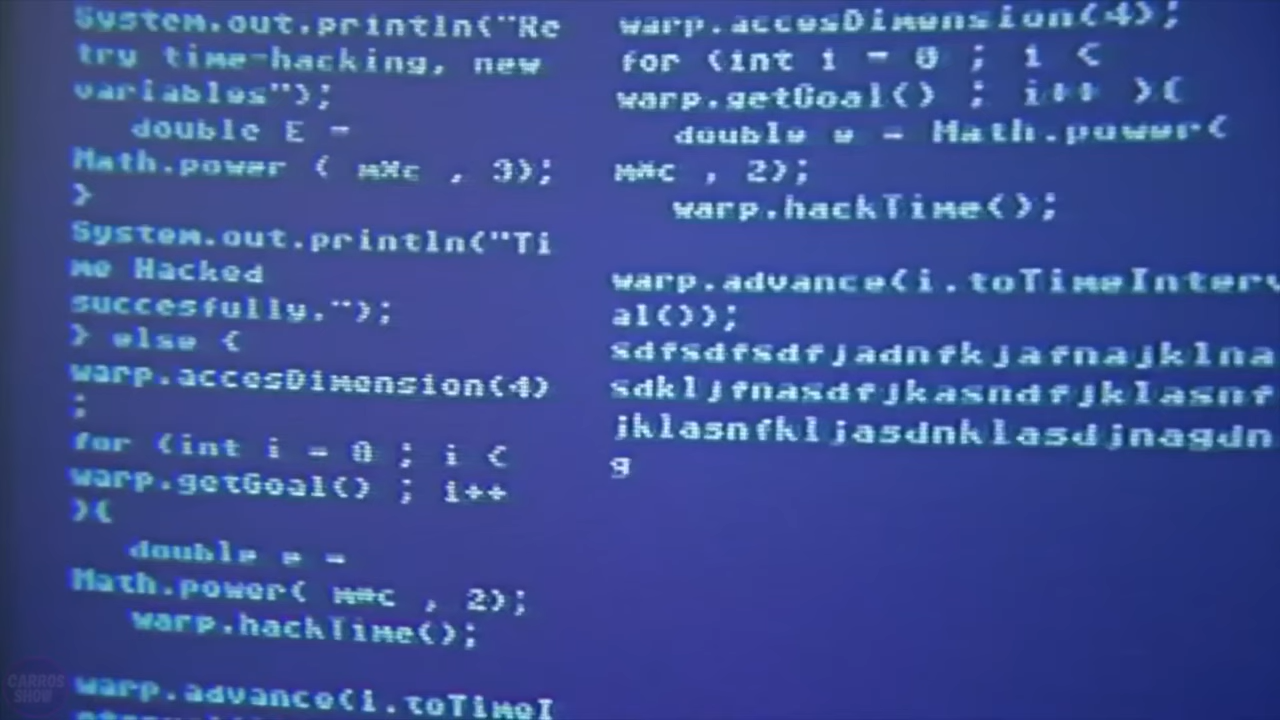 System.out.println("Re
try time-hacking, new
variables");
double E =
Math.power ( m*c , 3);
}
System.out.println("Ti
me Hacked
succesfully.");
} else {
warp.accesDimension(4)
;
for (int i = 0 ; i <
warp.getGoal() ; i++
){
double e =
Math.power( m*c , 2);
warp.hackTime();
warp.advance(i.toTimeI
warp.accesDimension(4);
for (int i = 0 ; i <
warp.getGoal() ; i++ ){
double e = Math.power(
m*c , 2);
warp.hackTime();
warp.advance(i.toTimeInterv
al());
sdfsdfsdfjadnfkjafnajklna
sdkljfnasdfjkasndfjklasnf
jklasnfkljasdnklasdjnagdn
g
CARROS
SHOW